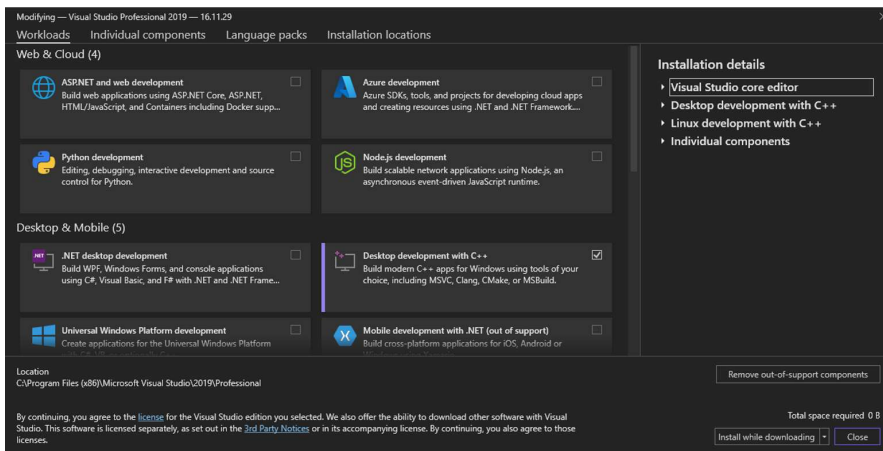 Modifying — Visual Studio Professional 2019 — 16.11.29
Workloads Individual components Language packs Installation locations
Web & Cloud (4)
ASP.NET and web development
Build web applications using ASP.NET Core, ASP.NET,
HTML/JavaScript, and Containers including Docker supp...
Azure development
Azure SDKs, tools, and projects for developing cloud apps
and creating resources using .NET and .NET Framework....
Python development
Editing, debugging, interactive development and source
control for Python.
JS
Node.js development
Build scalable network applications using Node.js, an
asynchronous event-driven JavaScript runtime.
Desktop & Mobile (5)
.NET
.NET desktop development
Build WPF, Windows Forms, and console applications
using C#, Visual Basic, and F# with .NET and .NET Frame...
Desktop development with C++
Build modern C++ apps for Windows using tools of your
choice, including MSVC, Clang, CMake, or MSBuild.
Universal Windows Platform development
Create applications for the Universal Windows Platform
Mobile development with .NET (out of support)
Build cross-platform applications for iOS, Android or
Installation details
Visual Studio core editor
Desktop development with C++
Linux development with C++
Individual components
Location
C:\Program Files (x86)\Microsoft Visual Studio\2019\Professional
Remove out-of-support components
By continuing, you agree to the license for the Visual Studio edition you selected. We also offer the ability to download other software with Visual
Studio. This software is licensed separately, as set out in the 3rd Party Notices or in its accompanying license. By continuing, you also agree to those
licenses.
Total space required 0 B
Install while downloading Close